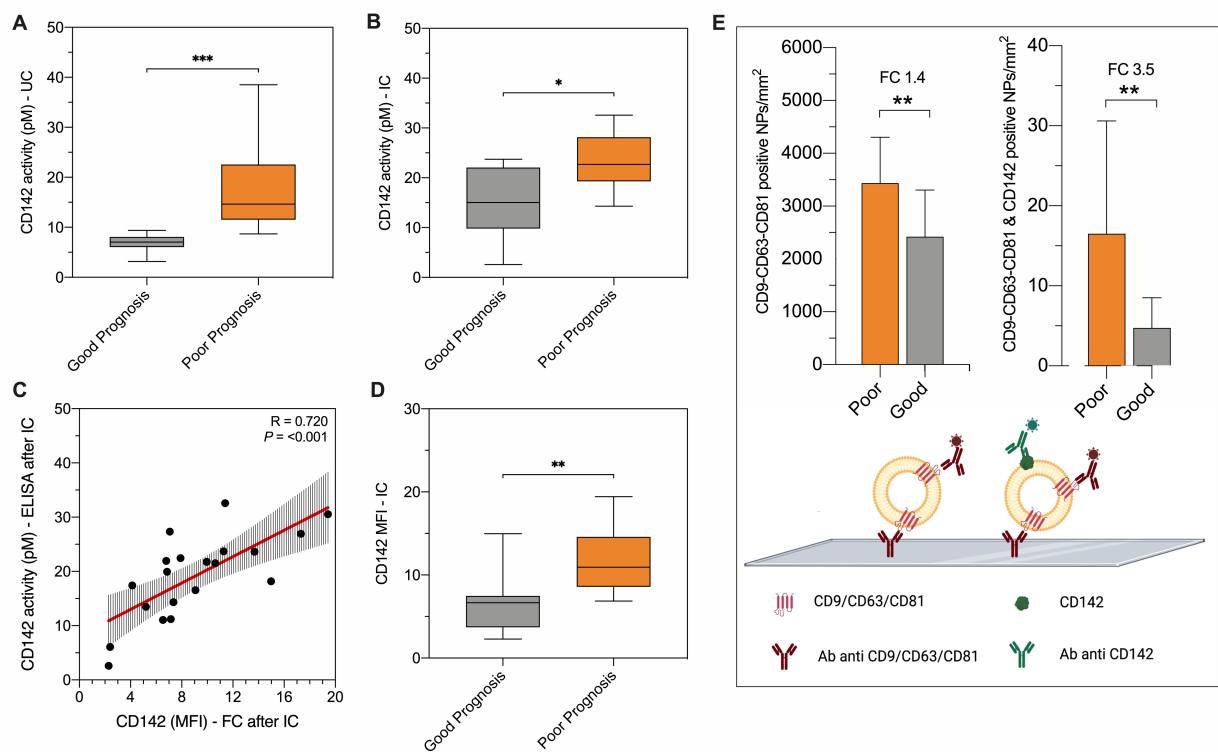 A
CD142 activity (pM) - UC
50
40
30
20
10
0
***
Good Prognosis
Poor Prognosis
B
CD142 activity (pM) - IC
50
40
30
20
10
0
*
Good Prognosis
Poor Prognosis
C
CD142 activity (pM) - ELISA after IC
50
40
30
20
10
0
R = 0.720
P = <0.001
0 4 8 12 16 20
CD142 (MFI) - FC after IC
D
CD142 MFI - IC
30
20
10
0
**
Good Prognosis
Poor Prognosis
E
CD9-CD63-CD81 positive NPs/mm²
6000
5000
4000
3000
2000
1000
0
FC 1.4
**
Poor
Good
CD9-CD63-CD81 & CD142 positive NPs/mm²
40
30
20
10
0
FC 3.5
**
Poor
Good
CD9/CD63/CD81
CD142
Ab anti CD9/CD63/CD81
Ab anti CD142